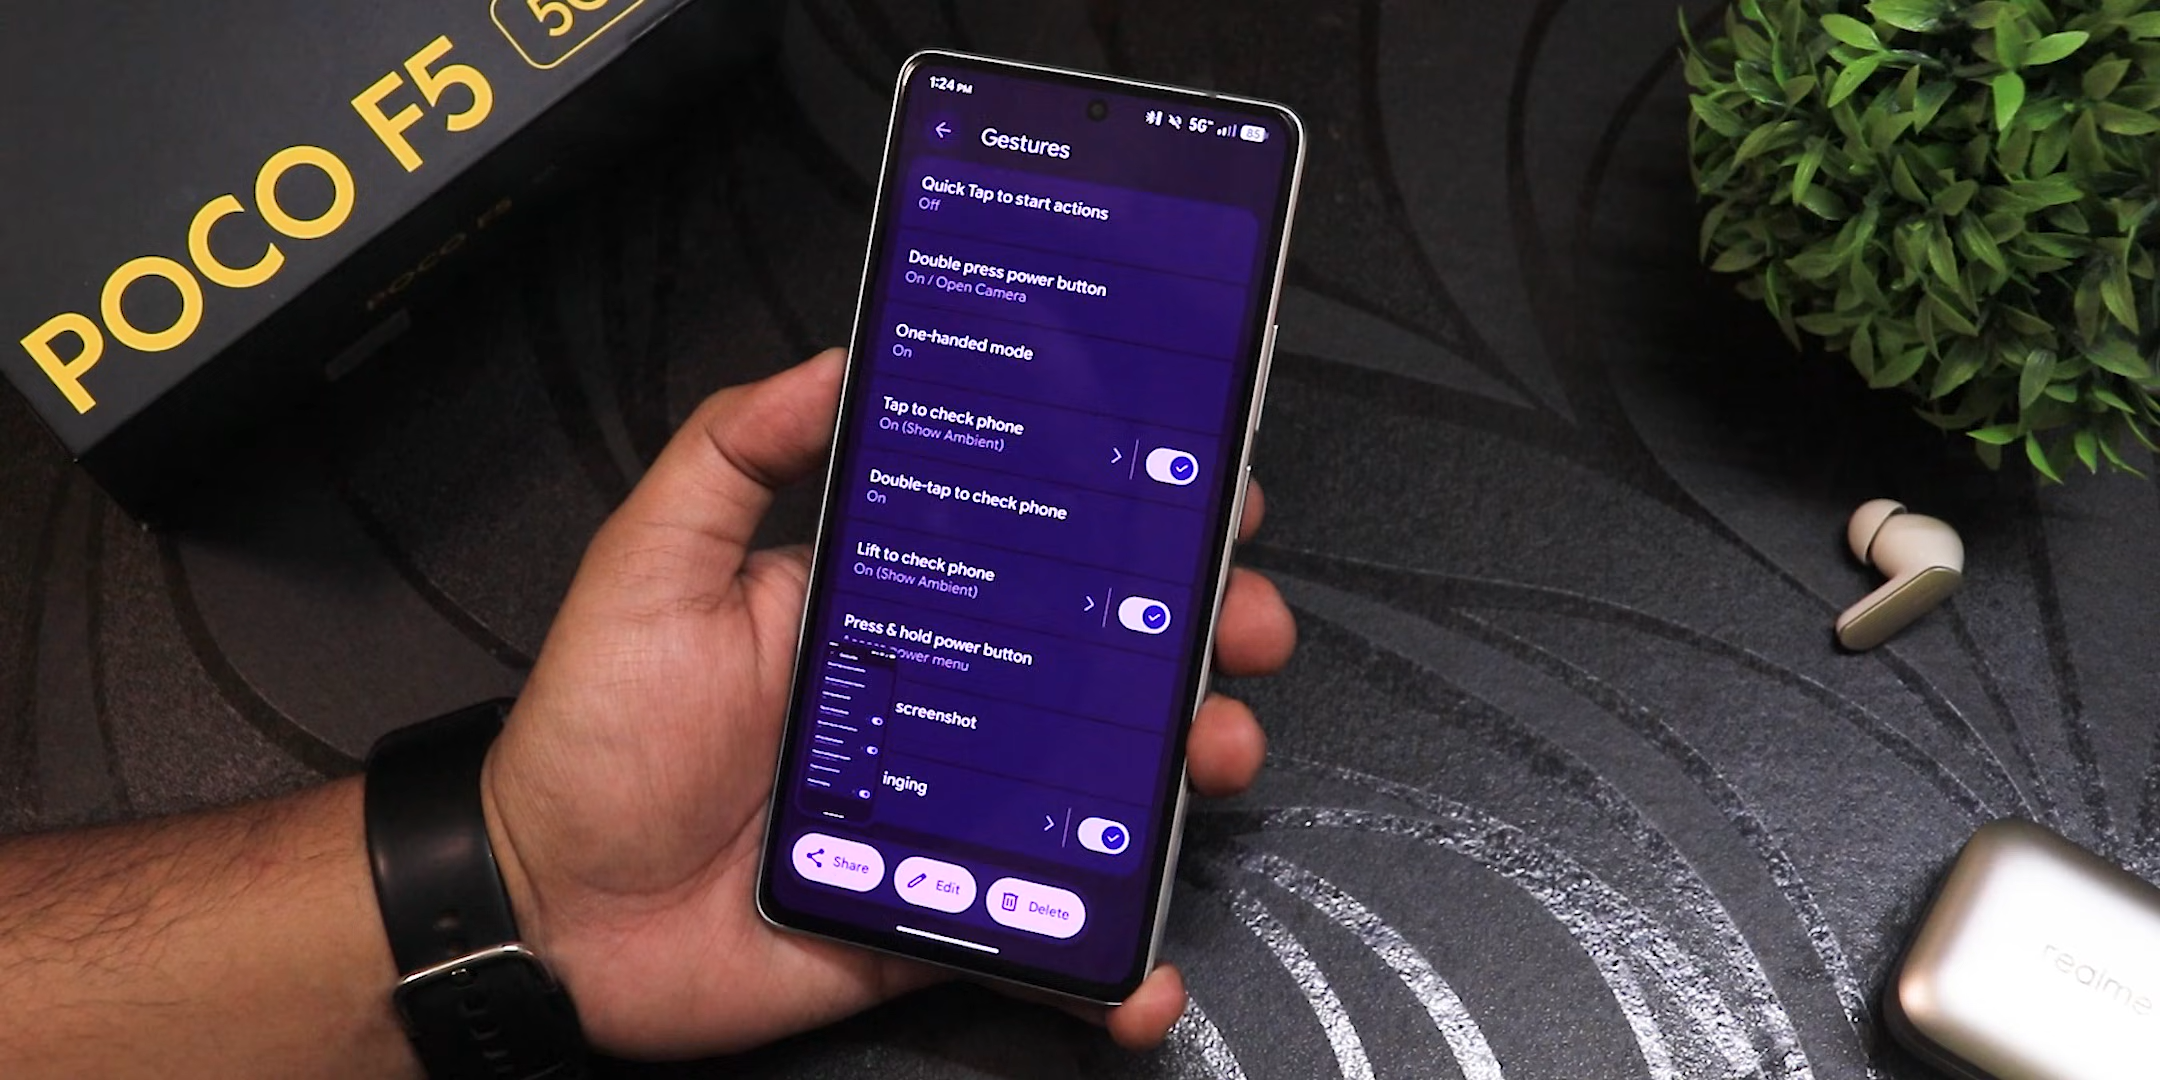 POCO F5
5G
POCO F5
1:24 PM
5G
85
Gestures
Quick Tap to start actions
Off
Double press power button
On / Open Camera
One-handed mode
On
Tap to check phone
On (Show Ambient)
Double-tap to check phone
On
Lift to check phone
On (Show Ambient)
Press & hold power button
power menu
screenshot
inging
Share
Edit
Delete
realme